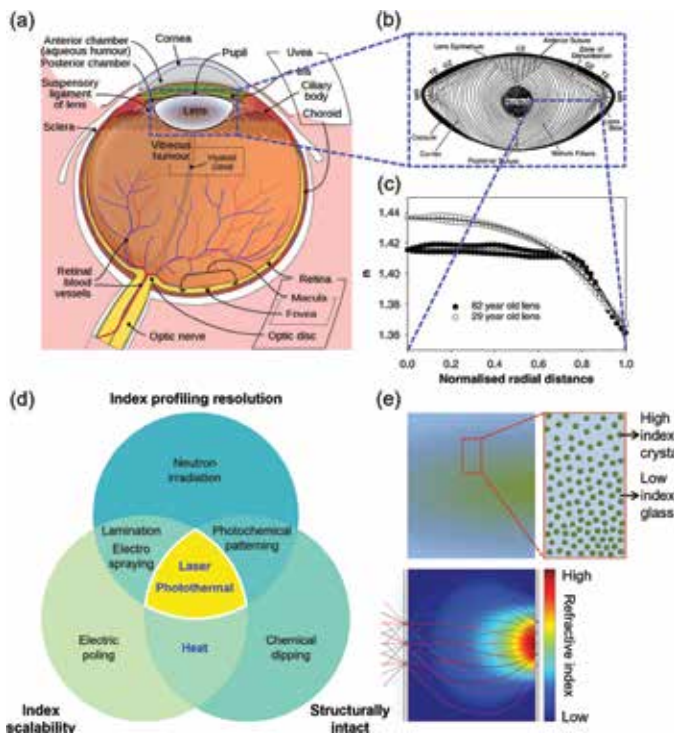 (a)
Cornea
Anterior chamber
(aqueous humour)
Posterior chamber
Pupil
Uvea
Iris
Ciliary
body
Choroid
Suspensory
ligament
of lens
Lens
Sclera
Vitreous
humour
Hyaloid
canal
Retinal
blood
vessels
Retina
Macula
Fovea
Optic nerve
Optic disc
(b)
Lens Epithelium
Anterior Suture
Zone of
Capsule
Cortex
Posterior Suture
(c)
1.44
1.42
1.40
1.38
1.36
n
62 year old lens
29 year old lens
0.0
0.2
0.4
0.6
0.8
1.0
Normalised radial distance
(d)
Index profiling resolution
Neutron
irradiation
Lamination
Electro
spraying
Photochemical
patterning
Laser
Photothermal
Electric
poling
Heat
Chemical
dipping
Index
scalability
Structurally
intact
(e)
High
index
crysta
Low
index
glass
High
Refractive index
Low